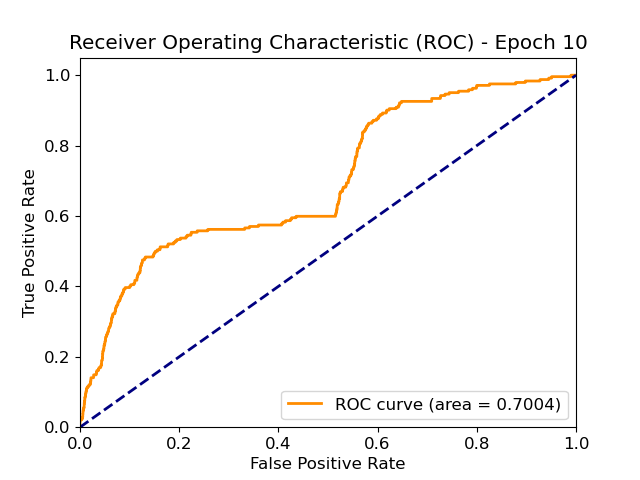 Receiver Operating Characteristic (ROC) - Epoch 10
True Positive Rate
1.0
0.8
0.6
0.4
0.2
0.0
ROC curve (area = 0.7004)
0.0 0.2 0.4 0.6 0.8 1.0
False Positive Rate